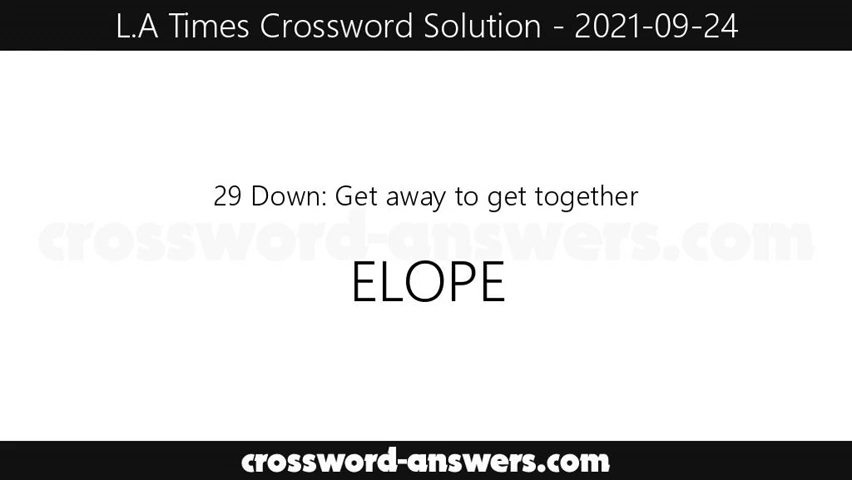 L.A Times Crossword Solution - 2021-09-24
29 Down: Get away to get together
crossword-answers.com
ELOPE
crossword-answers.com